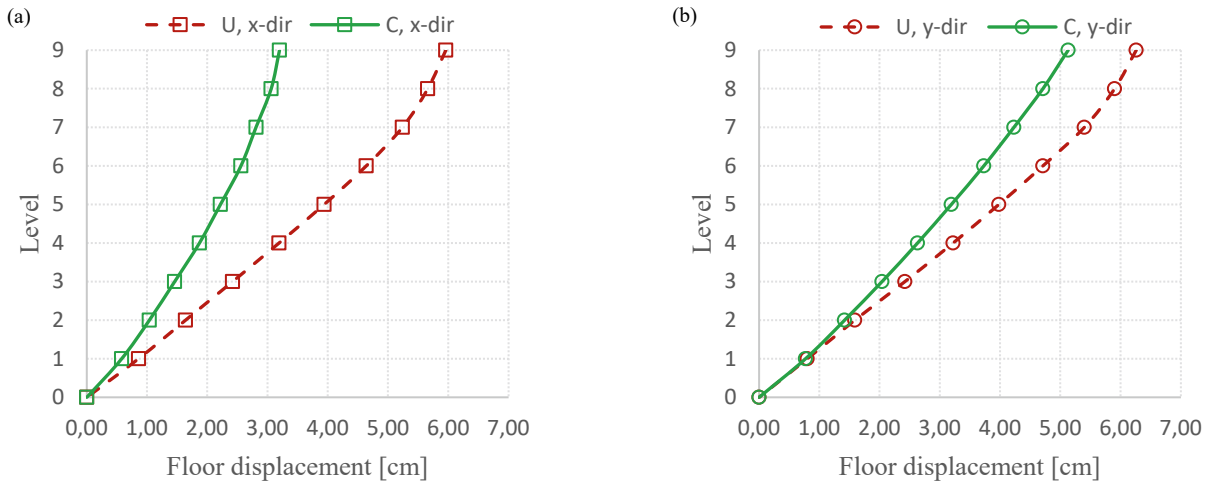 (a)
U, x-dir C, x-dir
9
8
7
6
5
4
3
2
1
0
Level
0,00 1,00 2,00 3,00 4,00 5,00 6,00 7,00
Floor displacement [cm]
(b)
U, y-dir C, y-dir
9
8
7
6
5
4
3
2
1
0
Level
0,00 1,00 2,00 3,00 4,00 5,00 6,00 7,00
Floor displacement [cm]